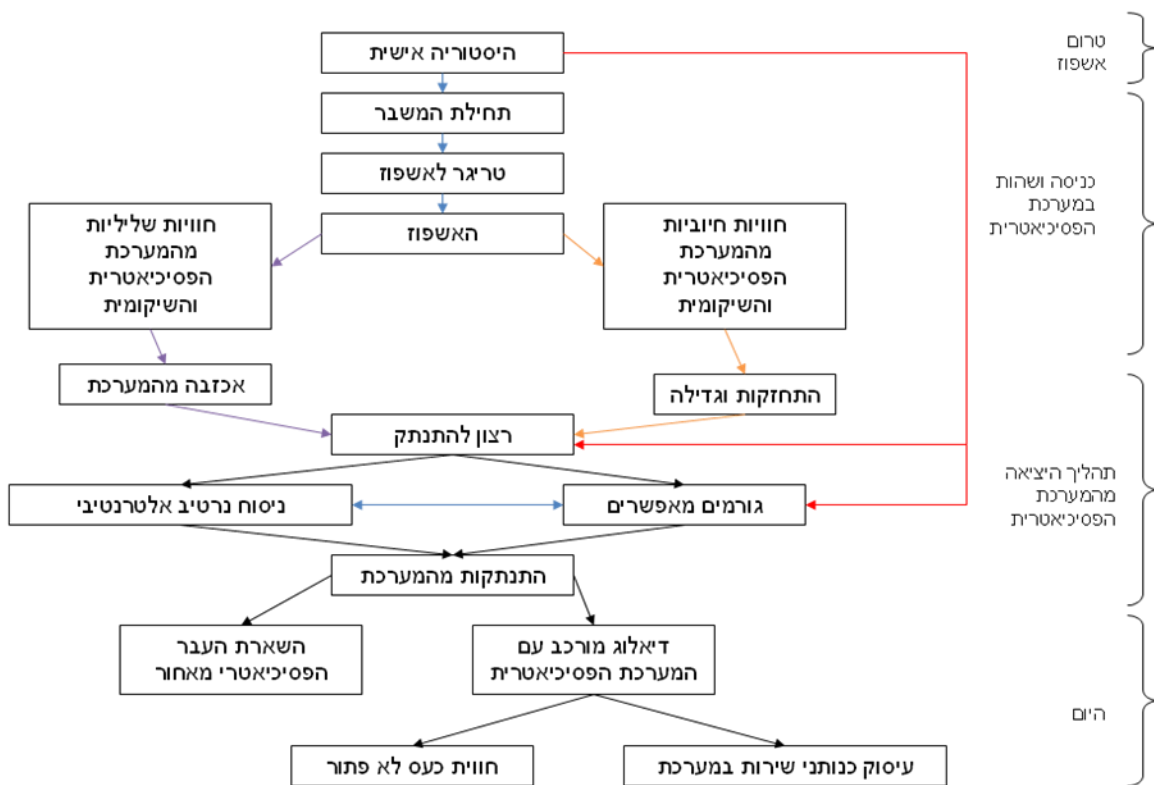 טרום
אשפוז
היסטוריה אישית
תחילת המשבר
טריגר לאשפוז
האשפוז
כניסה ושהות
במערכת
הפסיכיאטרית
חוויות חיוביות
מהמערכת
הפסיכיאטרית
והשיקומית
חוויות שליליות
מהמערכת
הפסיכיאטרית
והשיקומית
התחזקות וגדילה
אכזבה מהמערכת
רצון להתנתק
תהליך היציאה
מהמערכת
הפסיכיאטרית
גורמים מאפשרים
ניסוח נרטיב אלטרנטיבי
התנתקות מהמערכת
דיאלוג מורכב עם
המערכת הפסיכיאטרית
השארת העבר
הפסיכיאטרי מאחור
היום
עיסוק כנותני שירות במערכת
חווית כעס לא פתור